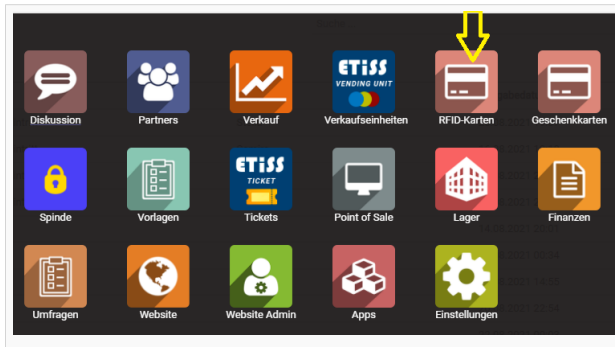 ETISS
VENDING UNIT
Diskussion
Partners
Verkauf
Verkaufseinheiten
RFID-Karten
Geschenkkarten
ETISS
TICKET
Spinde
Vorlagen
Tickets
Point of Sale
Lager
Finanzen
Umfragen
Website
Website Admin
Apps
Einstellungen